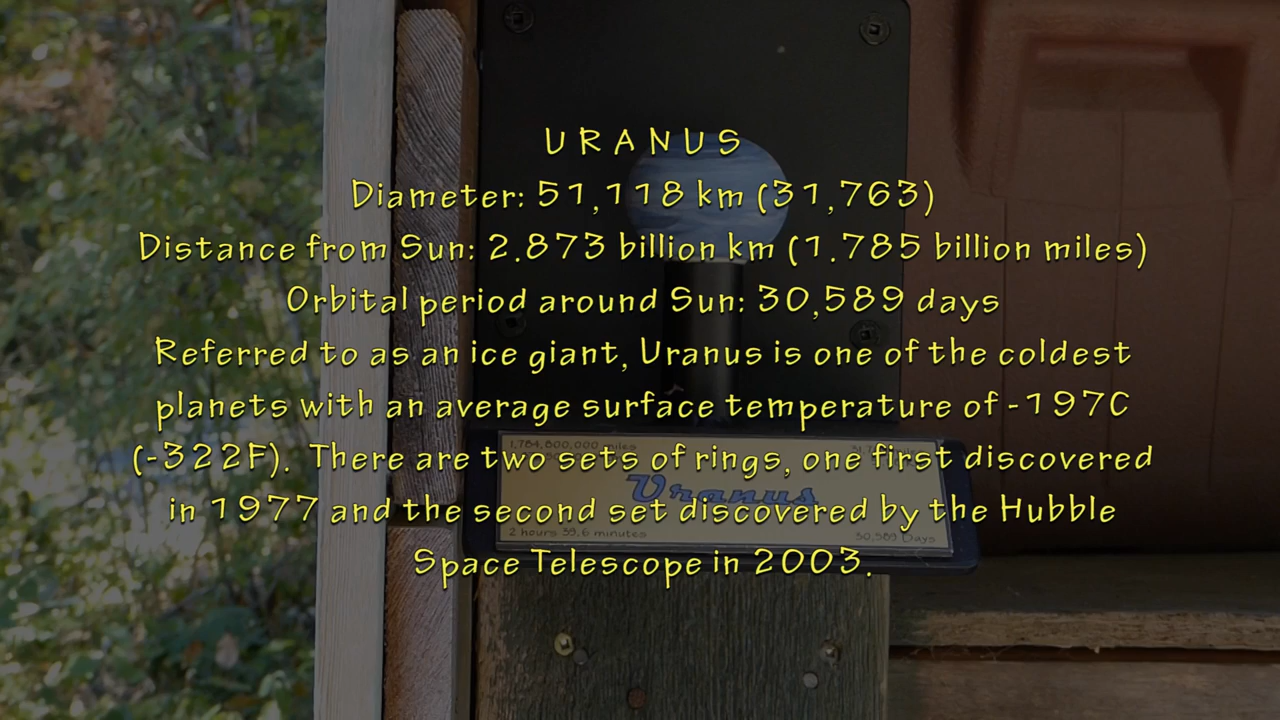 URANUS
Diameter: 51,118 km (31,763)
Distance from Sun: 2.873 billion km (1.785 billion miles)
Orbital period around Sun: 30,589 days
Referred to as an ice giant, Uranus is one of the coldest
planets with an average surface temperature of -197C
(-322F). There are two sets of rings, one first discovered
in 1977 and the second set discovered by the Hubble
Space Telescope in 2003.
1,784,800,000 miles
Uranus
2 hours 39.6 minutes
30,589 Days